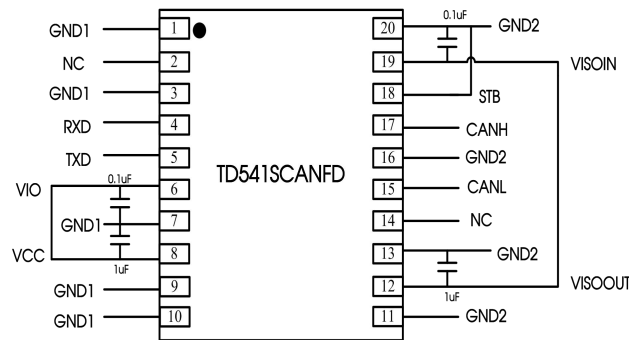 0.1uF
GND1 1 20 GND2
NC 2 19 VISOIN
GND1 3 18 STB
RXD 4 17 CANH
TXD 5 16 GND2
TD541SCANFD
VIO 0.1uF 6 15 CANL
GND1 7 14 NC
VCC 1uF 8 13 GND2
GND1 9 12 1uF VISOOUT
GND1 10 11 GND2